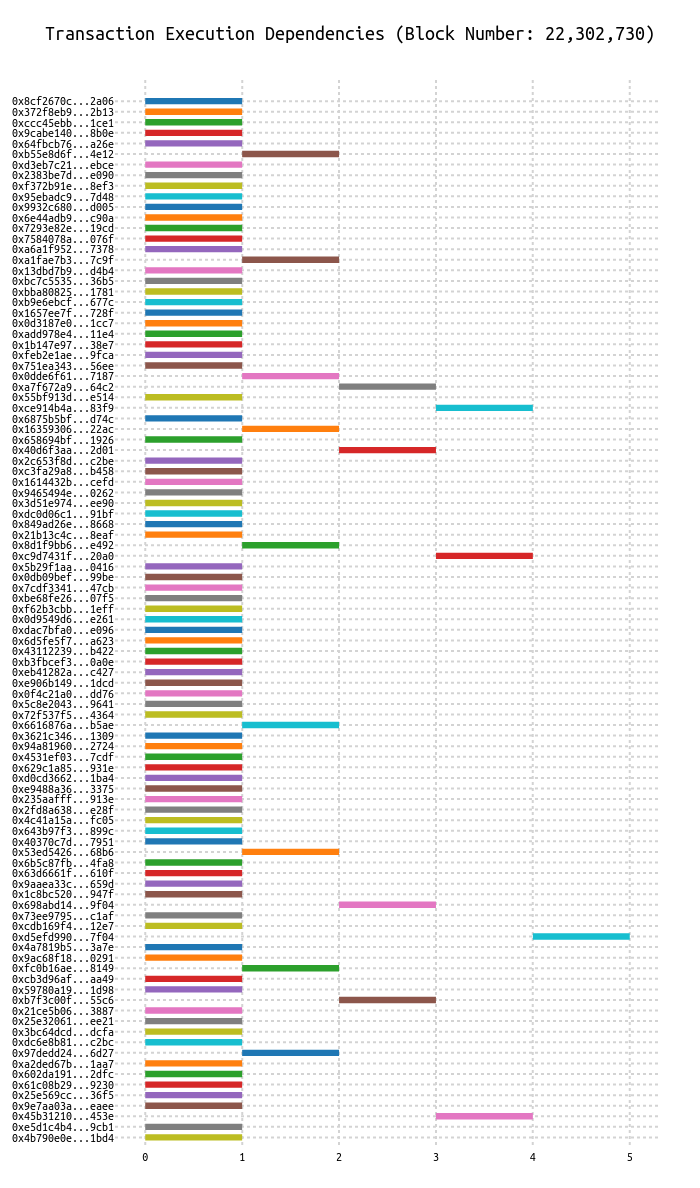 Transaction Execution Dependencies (Block Number: 22,302,730)
0x8cf2670c...2a06
0x372f8eb9...2b13
0xccc45ebb...1ce1
0x9cabe140...8b0e
0x64fbcb76...a26e
0xb55e8d6f...4e12
0xd3eb7c21...ebce
0x2383be7d...e090
0xf372b91e...8ef3
0x95ebadc9...7d48
0x9932c680...d005
0x6e44adb9...c90a
0x7293e82e...19cd
0x7584078a...076f
0xa6a1f952...7378
0xa1fae7b3...7c9f
0x13dbd7b9...d4b4
0xbc7c5535...36b5
0xbba80825...1781
0xb9e6ebcf...677c
0x1657ee7f...728f
0x0d3187e0...1cc7
0xadd978e4...11e4
0x1b147e97...38e7
0xfeb2e1ae...9fca
0x751ea343...56ee
0x0dde6f61...7187
0xa7f672a9...64c2
0x55bf913d...e514
0xce914b4a...83f9
0x6875b5bf...d74c
0x16359306...22ac
0x658694bf...1926
0x40d6f3aa...2d01
0x2c653f8d...c2be
0xc3fa29a8...b458
0x1614432b...cefd
0x9465494e...0262
0x3d51e974...ee90
0xdc0d06c1...91bf
0x849ad26e...8668
0x21b13c4c...8eaf
0x8d1f9bb6...e492
0xc9d7431f...20a0
0x5b29f1aa...0416
0x0db09bef...99be
0x7cdf3341...47cb
0xbe68fe26...07f5
0xf62b3cbb...1eff
0x0d9549d6...e261
0xdac7bfa0...e096
0x6d5fe5f7...a623
0x43112239...b422
0xb3fbcef3...0a0e
0xeb41282a...c427
0xe906b149...1dcd
0x0f4c21a0...dd76
0x5c8e2043...9641
0x72f537f5...4364
0x6616876a...b5ae
0x3621c346...1309
0x94a81960...2724
0x4531ef03...7cdf
0x629c1a85...931e
0xd0cd3662...1ba4
0xe9488a36...3375
0x235aafff...913e
0x2fd8a638...e28f
0x4c41a15a...fc05
0x643b97f3...899c
0x40370c7d...7951
0x53ed5426...68b6
0x6b5c87fb...4fa8
0x63d6661f...610f
0x9aaea33c...659d
0x1c8bc520...947f
0x698abd14...9f04
0x73ee9795...c1af
0xcdb169f4...12e7
0xd5efd990...7f04
0x4a7819b5...3a7e
0x9ac68f18...0291
0xfc0b16ae...8149
0xcb3d96af...aa49
0x59780a19...1d98
0xb7f3c00f...55c6
0x21ce5b06...3887
0x25e32061...ee21
0x3bc64dcd...dcfa
0xdc6e8b81...c2bc
0x97dedd24...6d27
0xa2ded67b...1aa7
0x602da191...2dfc
0x61c08b29...9230
0x25e569cc...36f5
0x9e7aa03a...eaee
0x45b31210...453e
0xe5d1c4b4...9cb1
0x4b790e0e...1bd4
0 1 2 3 4 5